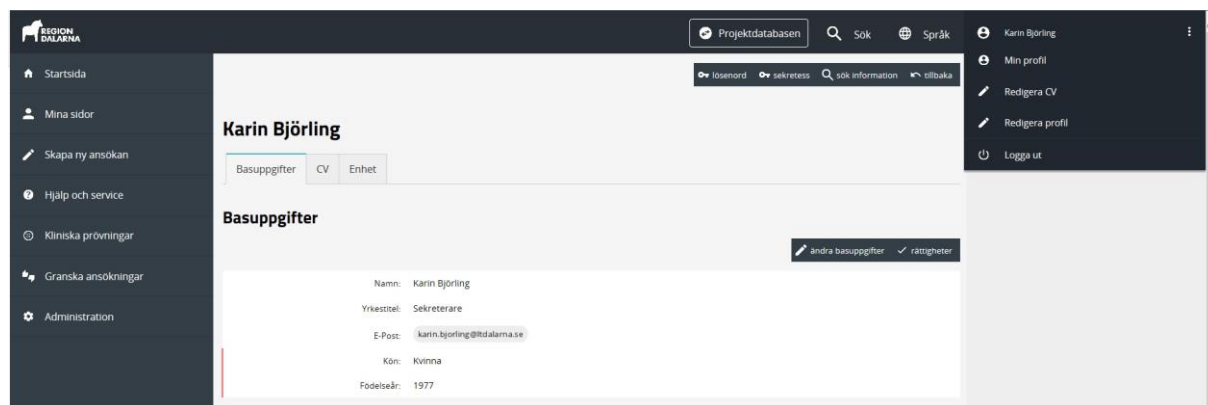 REGION
DALARNA
Projektdatabasen
Sök
Språk
Karin Björling
Min profil
Redigera CV
Redigera profil
Logga ut
Startsida
Mina sidor
Skapa ny ansökan
Hjälp och service
Kliniska prövningar
Granska ansökningar
Administration
lösenord sekretess sök information tillbaka
Karin Björling
Basuppgifter CV Enhet
Basuppgifter
ändra basuppgifter rättigheter
Namn: Karin Björling
Yrkestitel: Sekreterare
E-Post: karin.bjorling@ltdalarna.se
Kön: Kvinna
Födelseår: 1977